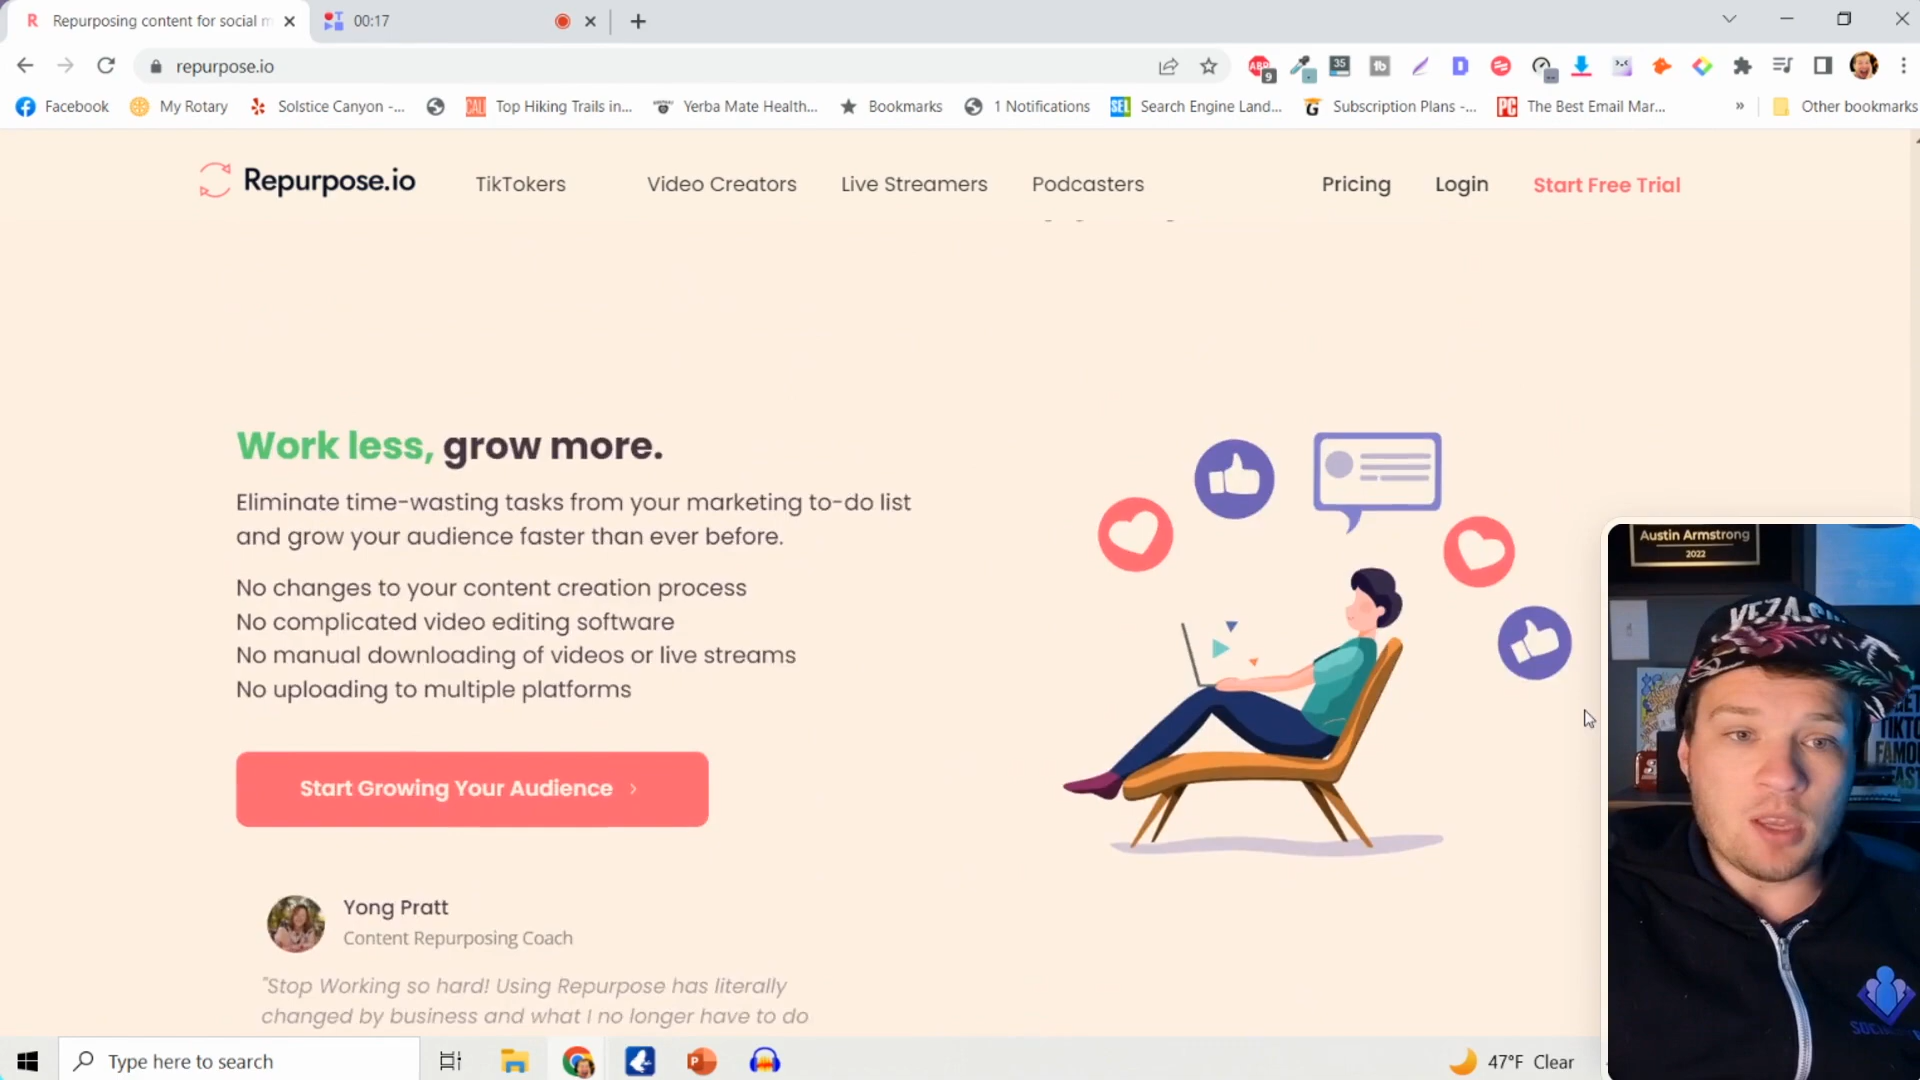 Repurposing content for social m
00:17
repurpose.io
9
35
Facebook
My Rotary
Solstice Canyon -...
Top Hiking Trails in...
Yerba Mate Health...
Bookmarks
1 Notifications
SEL
Search Engine Land...
Subscription Plans -...
PC
The Best Email Mar...
»
Other bookmarks
Repurpose.io
TikTokers
Video Creators
Live Streamers
Podcasters
Pricing
Login
Start Free Trial
Work less, grow more.
Eliminate time-wasting tasks from your marketing to-do list
and grow your audience faster than ever before.
No changes to your content creation process
No complicated video editing software
No manual downloading of videos or live streams
No uploading to multiple platforms
Start Growing Your Audience
Yong Pratt
Content Repurposing Coach
"Stop Working so hard! Using Repurpose has literally
changed by business and what I no longer have to do
Austin Armstrong
2022
Type here to search
47°F Clear